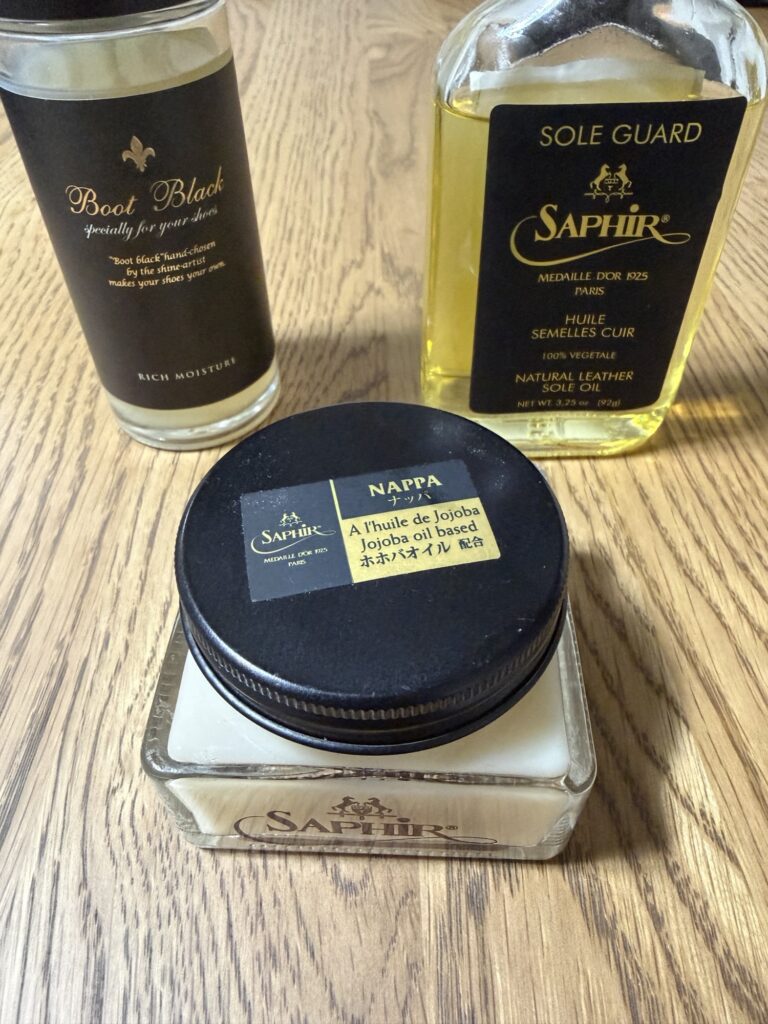 Boot Black
specially for your shoes
"Boot black" hand-chosen
by the shine-artist
makes your shoes your own.
RICH MOISTURE
SOLE GUARD
SAPHIR®
MEDAILLE D'OR 1925
PARIS
HUILE
SEMELLES CUIR
100% VEGETALE
NATURAL LEATHER
SOLE OIL
NET WT. 3,25 oz (92g)
SAPHIR
MEDAILLE D'OR 1925
PARIS
NAPPA
ナッパ
A l'huile de Jojoba
Jojoba oil based
ホホバオイル 配合
SAPHIR®